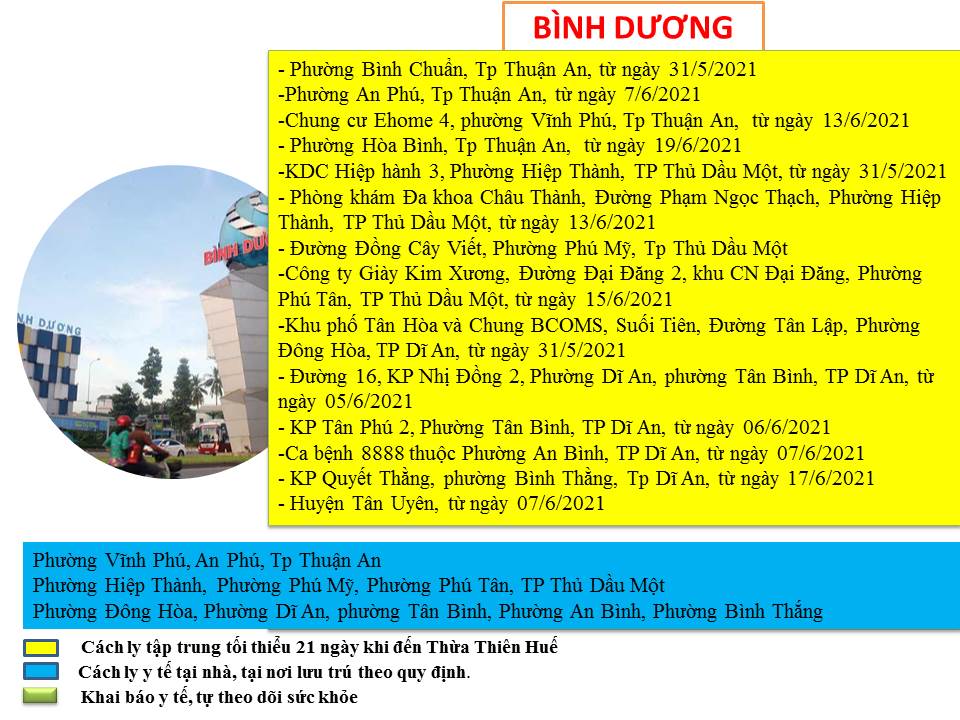 BÌNH DƯƠNG
- Phường Bình Chuẩn, Tp Thuận An, từ ngày 31/5/2021
-Phường An Phú, Tp Thuận An, từ ngày 7/6/2021
-Chung cư Ehome 4, phường Vĩnh Phú, Tp Thuận An, từ ngày 13/6/2021
- Phường Hòa Bình, Tp Thuận An, từ ngày 19/6/2021
-KDC Hiệp hành 3, Phường Hiệp Thành, TP Thủ Dầu Một, từ ngày 31/5/2021
- Phòng khám Đa khoa Châu Thành, Đường Phạm Ngọc Thạch, Phường Hiệp
Thành, TP Thủ Dầu Một, từ ngày 13/6/2021
- Đường Đồng Cây Viết, Phường Phú Mỹ, Tp Thủ Dầu Một
-Công ty Giày Kim Xương, Đường Đại Đăng 2, khu CN Đại Đăng, Phường
Phú Tân, TP Thủ Dầu Một, từ ngày 15/6/2021
-Khu phố Tân Hòa và Chung BCOMS, Suối Tiên, Đường Tân Lập, Phường
Đông Hòa, TP Dĩ An, từ ngày 31/5/2021
- Đường 16, KP Nhị Đồng 2, Phường Dĩ An, phường Tân Bình, TP Dĩ An, từ
ngày 05/6/2021
- KP Tân Phú 2, Phường Tân Bình, TP Dĩ An, từ ngày 06/6/2021
-Ca bệnh 8888 thuộc Phường An Bình, TP Dĩ An, từ ngày 07/6/2021
- KP Quyết Thằng, phường Bình Thằng, Tp Dĩ An, từ ngày 17/6/2021
- Huyện Tân Uyên, từ ngày 07/6/2021
BÌNH DƯ
NH DƯƠNG
Phường Vĩnh Phú, An Phú, Tp Thuận An
Phường Hiệp Thành, Phường Phú Mỹ, Phường Phú Tân, TP Thủ Dầu Một
Phường Đông Hòa, Phường Dĩ An, phường Tân Bình, Phường An Bình, Phường Bình Thắng
Cách ly tập trung tối thiểu 21 ngày khi đến Thừa Thiên Huế
Cách ly y tế tại nhà, tại nơi lưu trú theo quy định.
Khai báo y tế, tự theo dõi sức khỏe